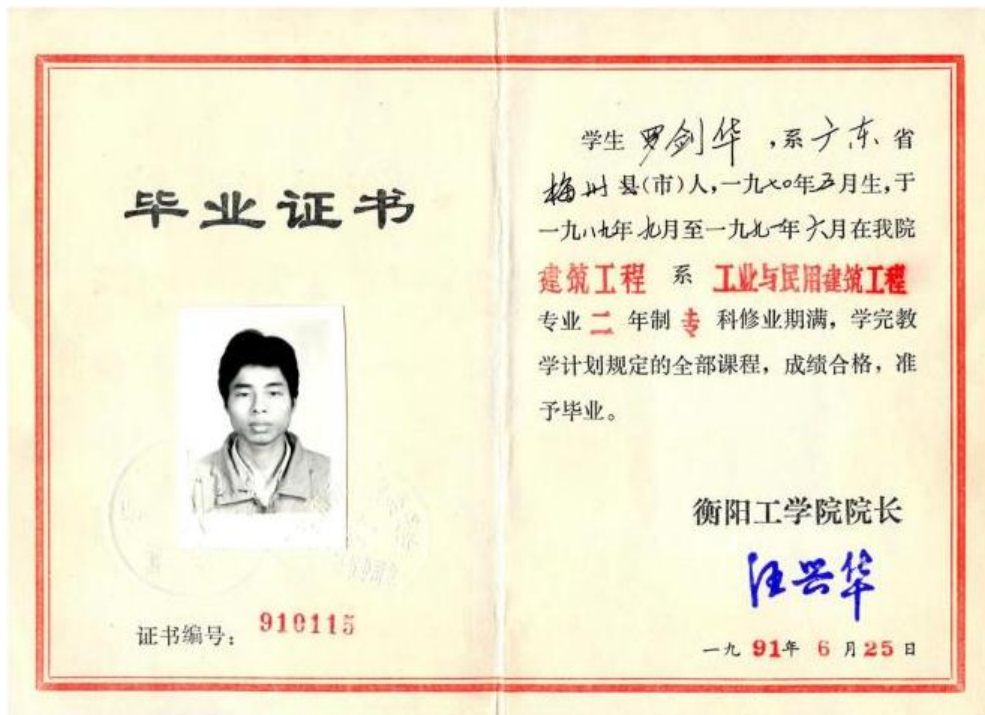 毕业证书
证书编号：910115
学生 罗剑华，系广东省
梅州县(市)人，一九七〇年五月生，于
一九八九年九月至一九九一年六月在我院
建筑工程 系 工业与民用建筑工程
专业 二 年制 专 科修业期满，学完教
学计划规定的全部课程，成绩合格，准
予毕业。
衡阳工学院院长
汪兴华
一九91年6月25日